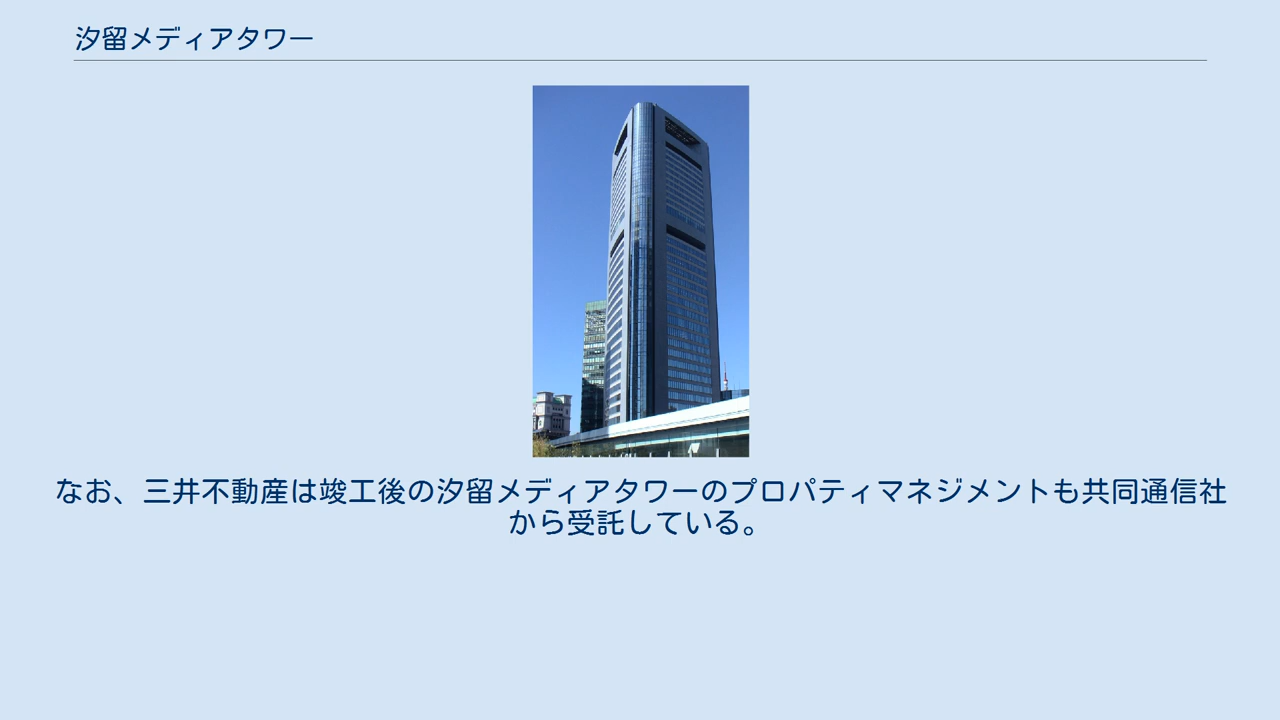 汐留メディアタワー
なお、三井不動産は竣工後の汐留メディアタワーのプロパティマネジメントも共同通信社
から受託している。